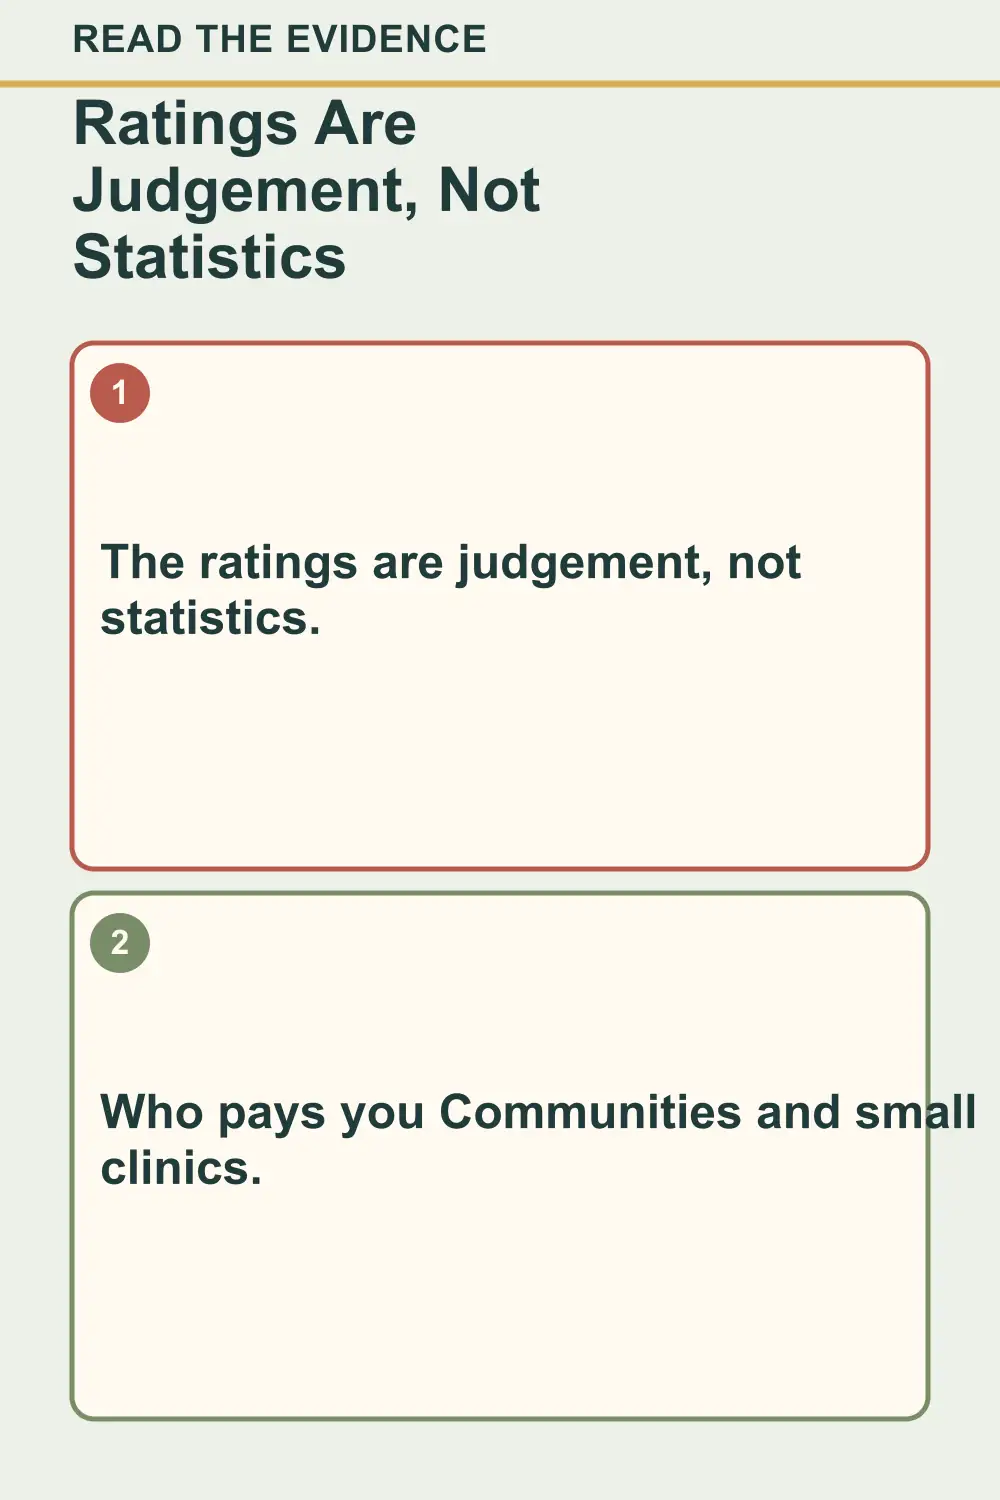 READ THE EVIDENCE
Ratings Are
Judgement, Not
Statistics
1
The ratings are judgement, not
statistics.
2
Who pays you Communities and small
clinics.